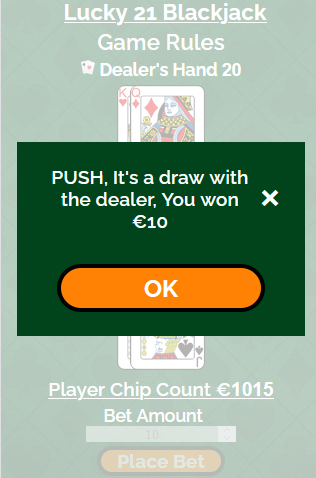 Lucky 21 Blackjack
Game Rules
Dealer's Hand 20
K Q
PUSH, It's a draw with
the dealer, You won
€10
OK
J
Player Chip Count €1015
Bet Amount
10
Place Bet